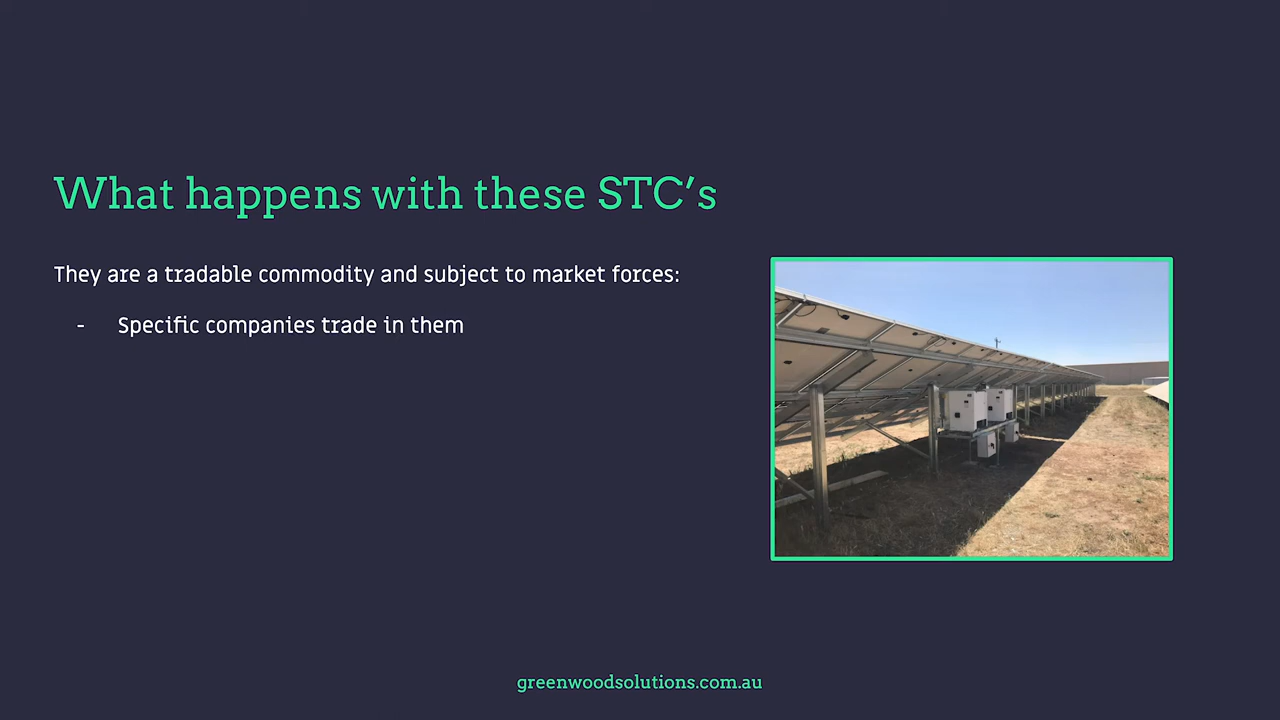 What happens with these STC's
They are a tradable commodity and subject to market forces:
- Specific companies trade in them
greenwoodsolutions.com.au